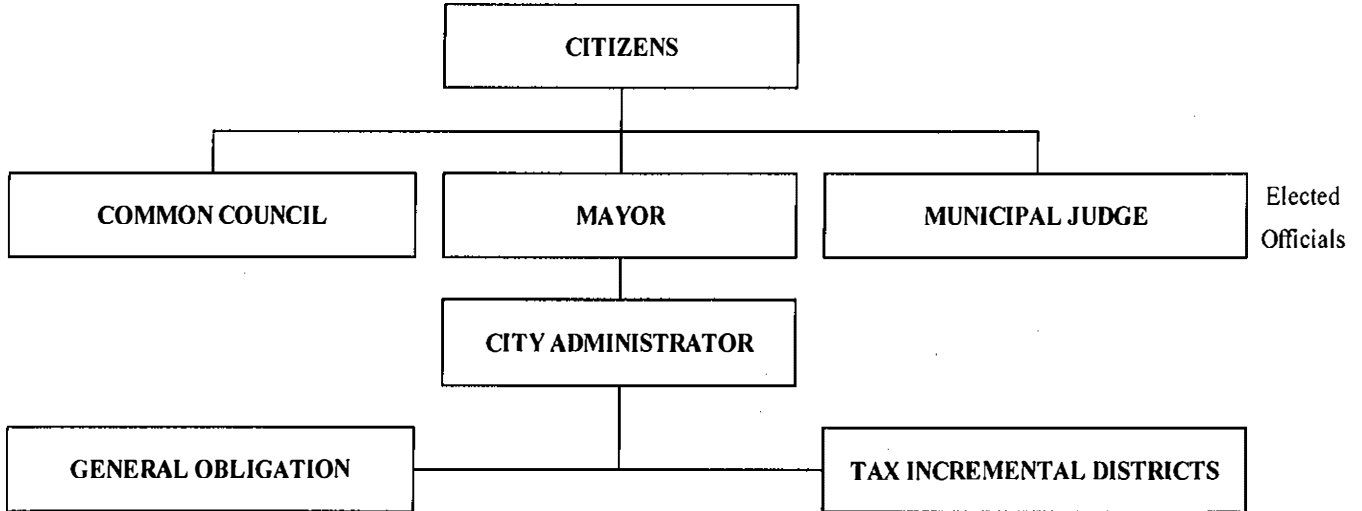 CITIZENS
COMMON COUNCIL
MAYOR
MUNICIPAL JUDGE
Elected
Officials
CITY ADMINISTRATOR
GENERAL OBLIGATION
TAX INCREMENTAL DISTRICTS